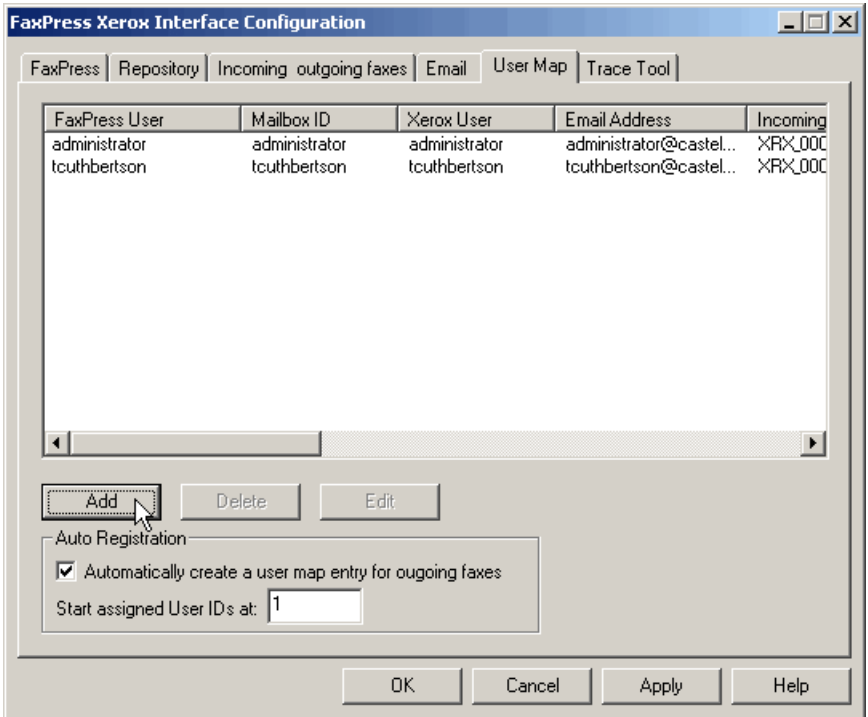 FaxPress Xerox Interface Configuration
FaxPress Repository Incoming outgoing faxes Email User Map Trace Tool
FaxPress User Mailbox ID Xerox User Email Address Incoming
administrator administrator administrator administrator@castel... XRX_000
tcuthbertson tcuthbertson tcuthbertson tcuthbertson@castel... XRX_000
Add Delete Edit
Auto Registration
Automatically create a user map entry for ougoing faxes
Start assigned User IDs at: 1
OK Cancel Apply Help